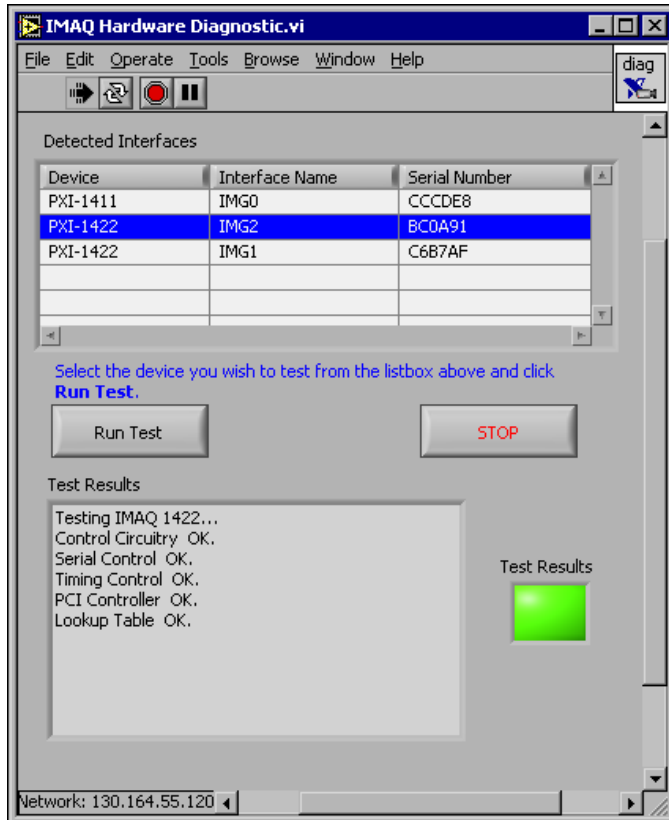 IMAQ Hardware Diagnostic.vi
File Edit Operate Tools Browse Window Help
diag
Detected Interfaces
Device Interface Name Serial Number
PXI-1411 IMG0 CCCDE8
PXI-1422 IMG2 BC0A91
PXI-1422 IMG1 C6B7AF
Select the device you wish to test from the listbox above and click
Run Test.
Run Test STOP
Test Results
Testing IMAQ 1422...
Control Circuitry OK.
Serial Control OK.
Timing Control OK.
PCI Controller OK.
Lookup Table OK.
Test Results
Network: 130.164.55.120